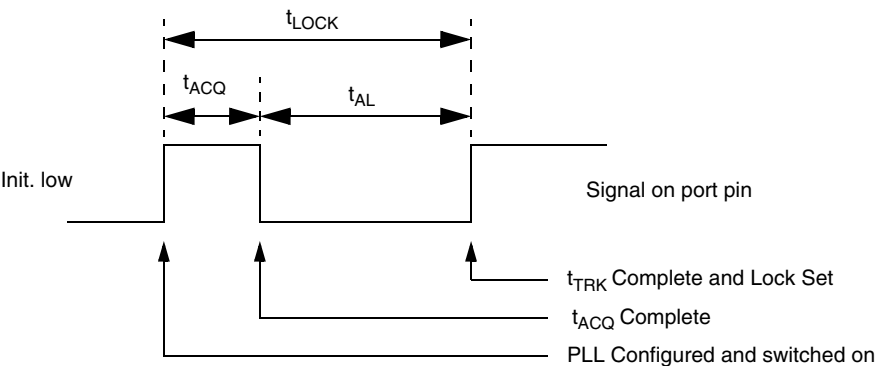 tLOCK
tACQ
tAL
Init. low
Signal on port pin
tTRK Complete and Lock Set
tACQ Complete
PLL Configured and switched on